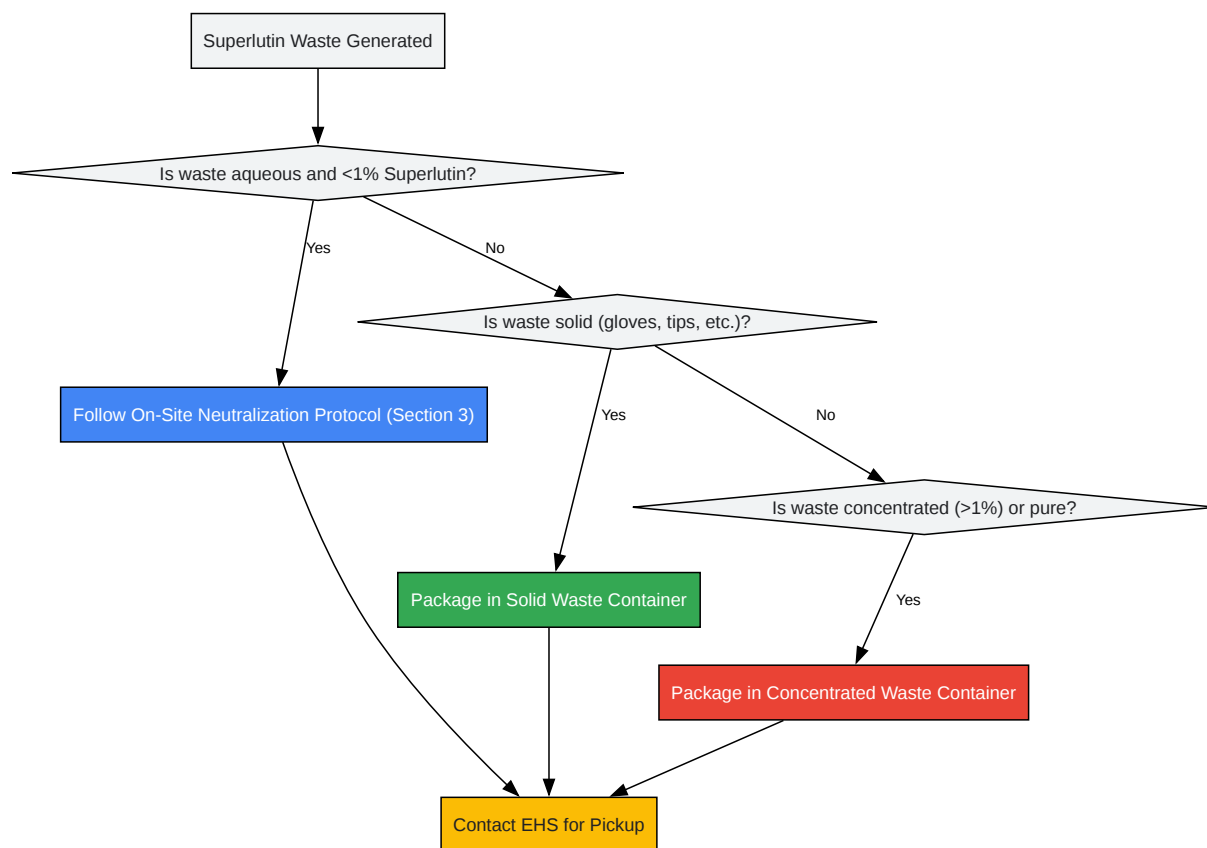 Superlutin Waste Generated
Is waste aqueous and <1% Superlutin?
Yes
No
Is waste solid (gloves, tips, etc.)?
Follow On-Site Neutralization Protocol (Section 3)
Yes
No
Is waste concentrated (>1%) or pure?
Package in Solid Waste Container
Yes
Package in Concentrated Waste Container
Contact EHS for Pickup